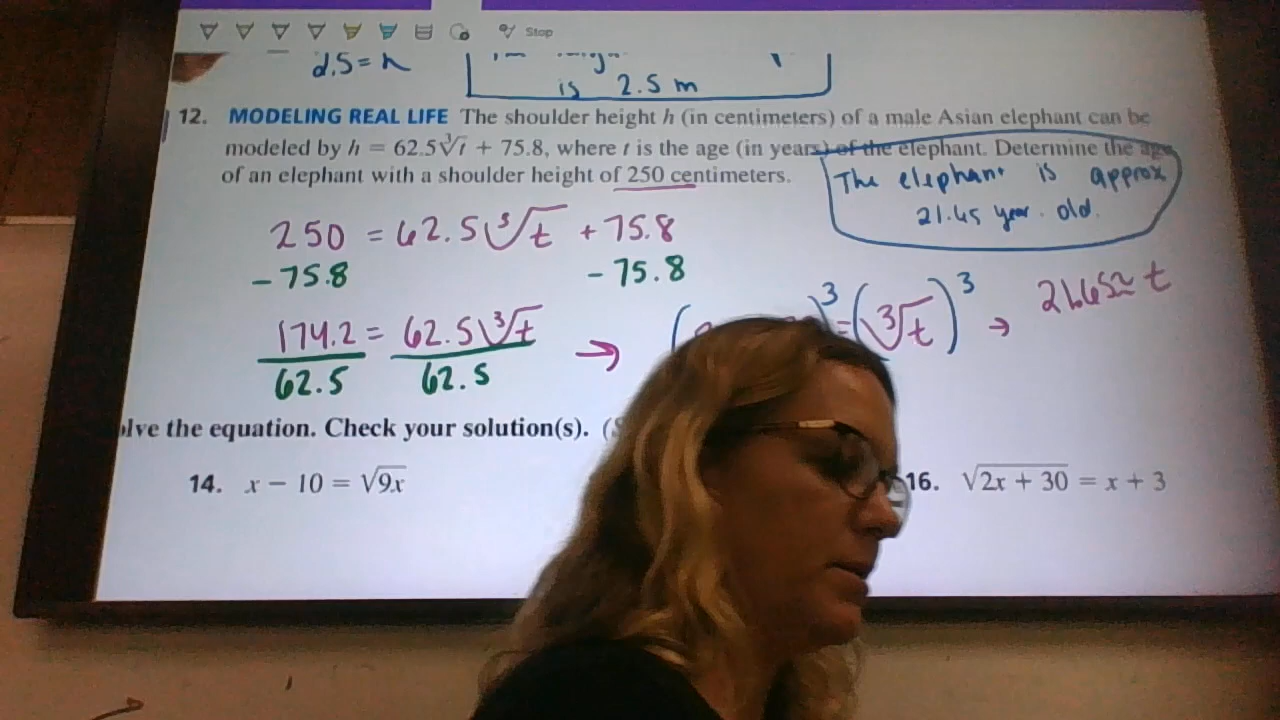 Stop
2.5 = h
is 2.5 m
12. MODELING REAL LIFE The shoulder height h (in centimeters) of a male Asian elephant can be
modeled by h = 62.5∛t + 75.8, where t is the age (in years) of the elephant. Determine the age
of an elephant with a shoulder height of 250 centimeters.
The elephant is approx
21.65 year. old.
250 = 62.5∛t + 75.8
-75.8 -75.8
174.2 = 62.5∛t → ( )³ = (∛t)³ → 21.65 ≈ t
62.5 62.5
lve the equation. Check your solution(s).
14. x − 10 = √9x
16. √2x + 30 = x + 3